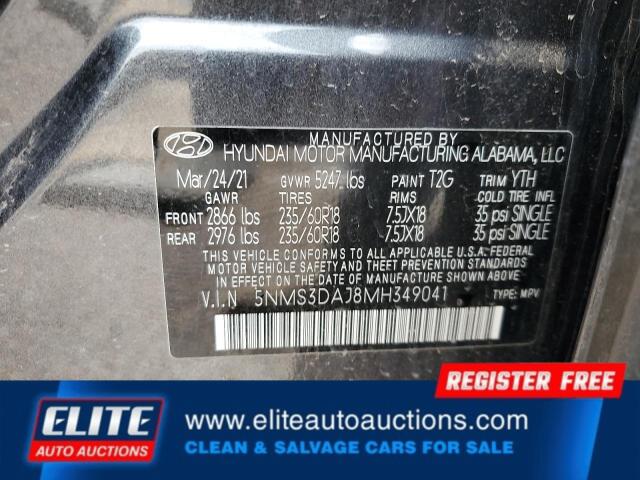 MANUFACTURED BY
HYUNDAI MOTOR MANUFACTURING ALABAMA, LLC
Mar/24/21 GVWR 5247 lbs PAINT T2G TRIM YTH
GAWR TIRES RIMS COLD TIRE INFL
FRONT 2866 lbs 235/60R18 7.5JX18 35 psi SINGLE
REAR 2976 lbs 235/60R18 7.5JX18 35 psi SINGLE
THIS VEHICLE CONFORMS TO ALL APPLICABLE U.S.A. FEDERAL
MOTOR VEHICLE SAFETY, BUMPER, AND THEFT PREVENTION
STANDARDS IN EFFECT ON THE DATE OF MANUFACTURE SHOWN ABOVE
V.I.N 5NMS3DAJ8MH349041 TYPE: MPV
REGISTER FREE
ELITE
AUTO AUCTIONS
www.eliteautoauctions.com
CLEAN & SALVAGE CARS FOR SALE